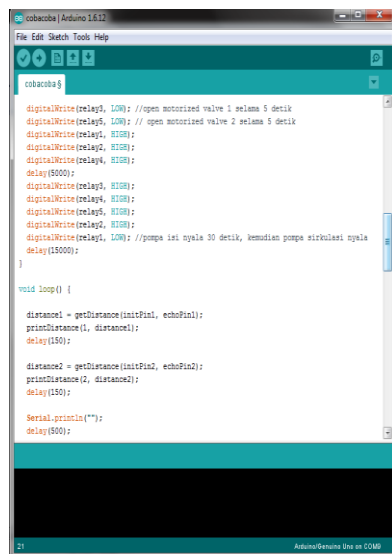 cobacoba | Arduino 1.6.12
File Edit Sketch Tools Help
cobacoba §
digitalWrite(relay3, LOW); //open motorized valve 1 selama 5 detik
digitalWrite(relay5, LOW); // open motorized valve 2 selama 5 detik
digitalWrite(relay1, HIGH);
digitalWrite(relay2, HIGH);
digitalWrite(relay4, HIGH);
delay(5000);
digitalWrite(relay3, HIGH);
digitalWrite(relay4, HIGH);
digitalWrite(relay5, HIGH);
digitalWrite(relay2, HIGH);
digitalWrite(relay1, LOW); //pompa isi nyala 30 detik, kemudian pompa sirkulasi nyala
delay(15000);
}
void loop() {
distance1 = getDistance(initPin1, echoPin1);
printDistance(1, distance1);
delay(150);
distance2 = getDistance(initPin2, echoPin2);
printDistance(2, distance2);
delay(150);
Serial.println("");
delay(500);
21
Arduino/Genuino Uno on COM8